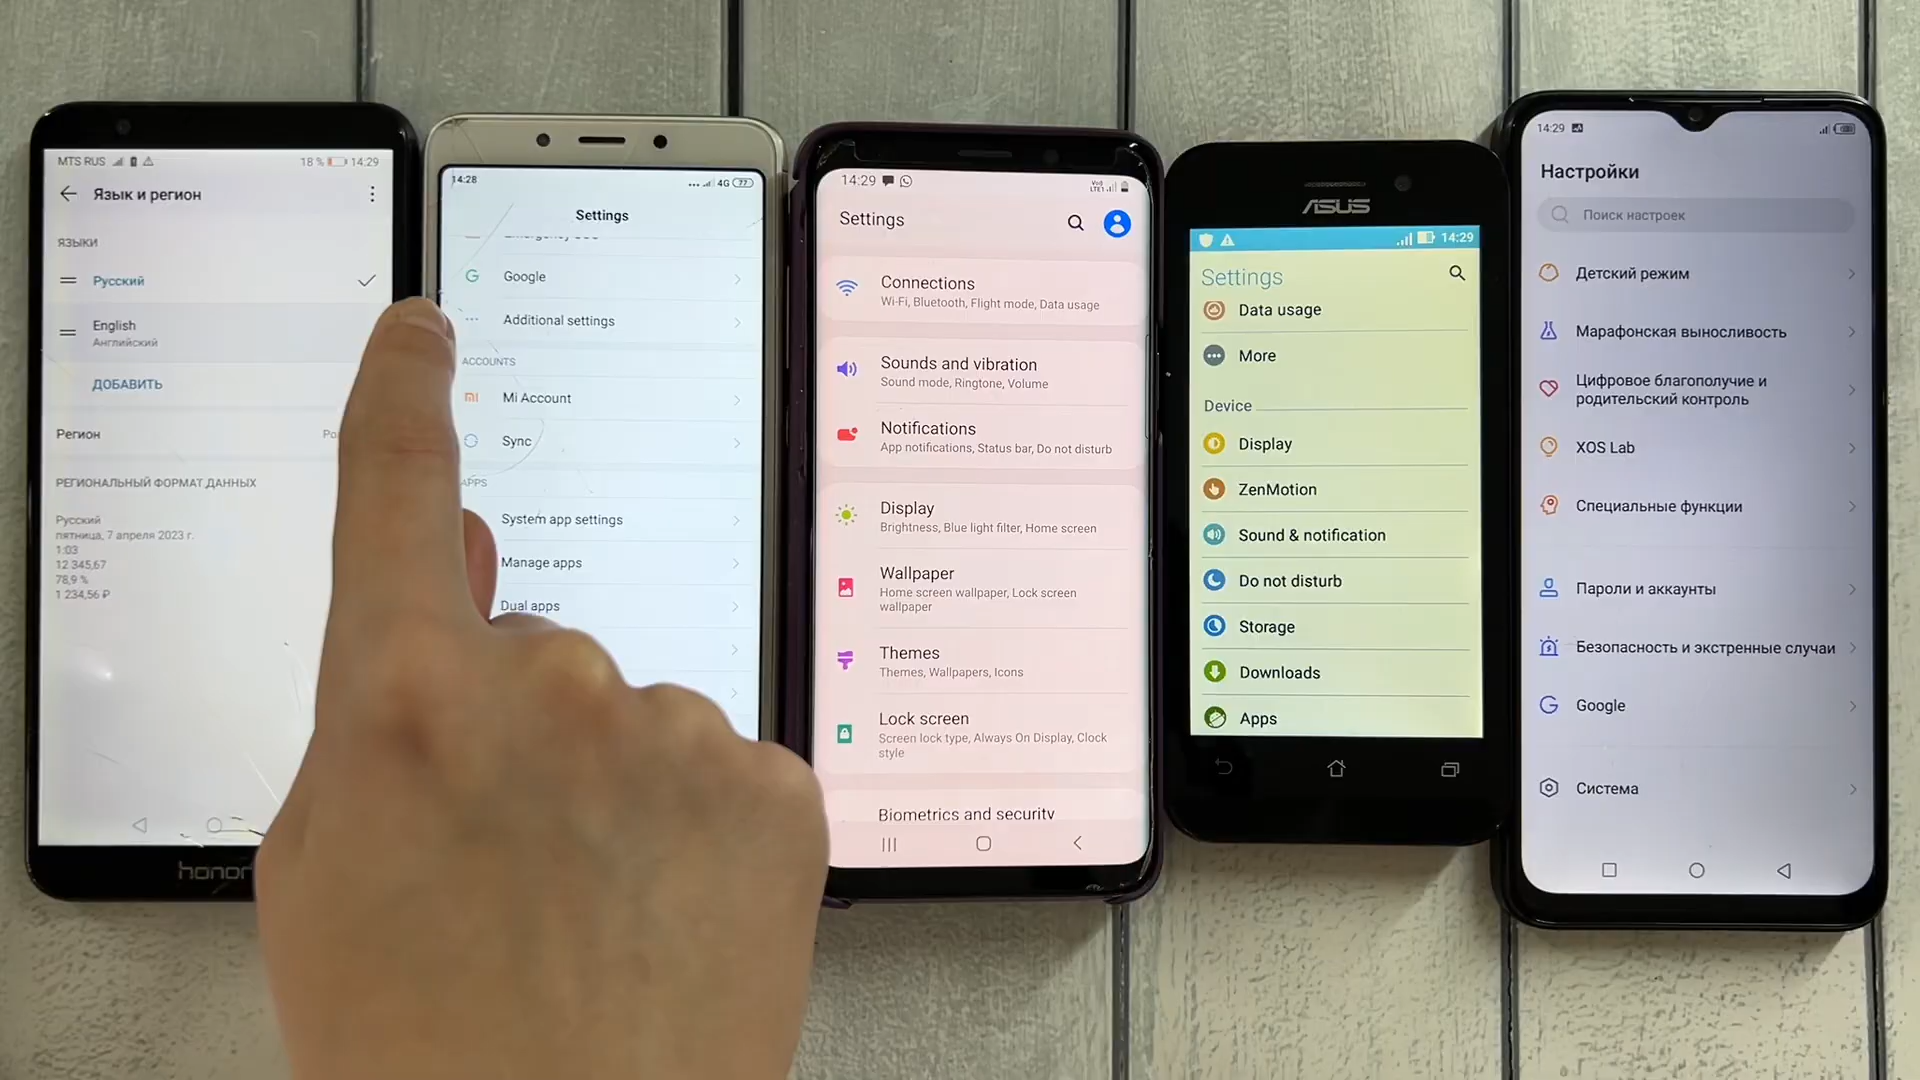 MTS RUS
18 %
14:29
Язык и регион
ЯЗЫКИ
Русский
English
Английский
ДОБАВИТЬ
Регион
РЕГИОНАЛЬНЫЙ ФОРМАТ ДАННЫХ
Русский
пятница, 7 апреля 2023 г.
1:03
12 345,67
78,9 %
1 234,56 ₽
honor
14:28
4G
77
Settings
Google
Additional settings
ACCOUNTS
Mi Account
Sync
APPS
System app settings
Manage apps
Dual apps
14:29
Settings
Connections
Wi-Fi, Bluetooth, Flight mode, Data usage
Sounds and vibration
Sound mode, Ringtone, Volume
Notifications
App notifications, Status bar, Do not disturb
Display
Brightness, Blue light filter, Home screen
Wallpaper
Home screen wallpaper, Lock screen
wallpaper
Themes
Themes, Wallpapers, Icons
Lock screen
Screen lock type, Always On Display, Clock
style
Biometrics and security
ASUS
14:29
Settings
Data usage
More
Device
Display
ZenMotion
Sound & notification
Do not disturb
Storage
Downloads
Apps
14:29
Настройки
Поиск настроек
Детский режим
Марафонская выносливость
Цифровое благополучие и
родительский контроль
XOS Lab
Специальные функции
Пароли и аккаунты
Безопасность и экстренные случаи
Google
Система